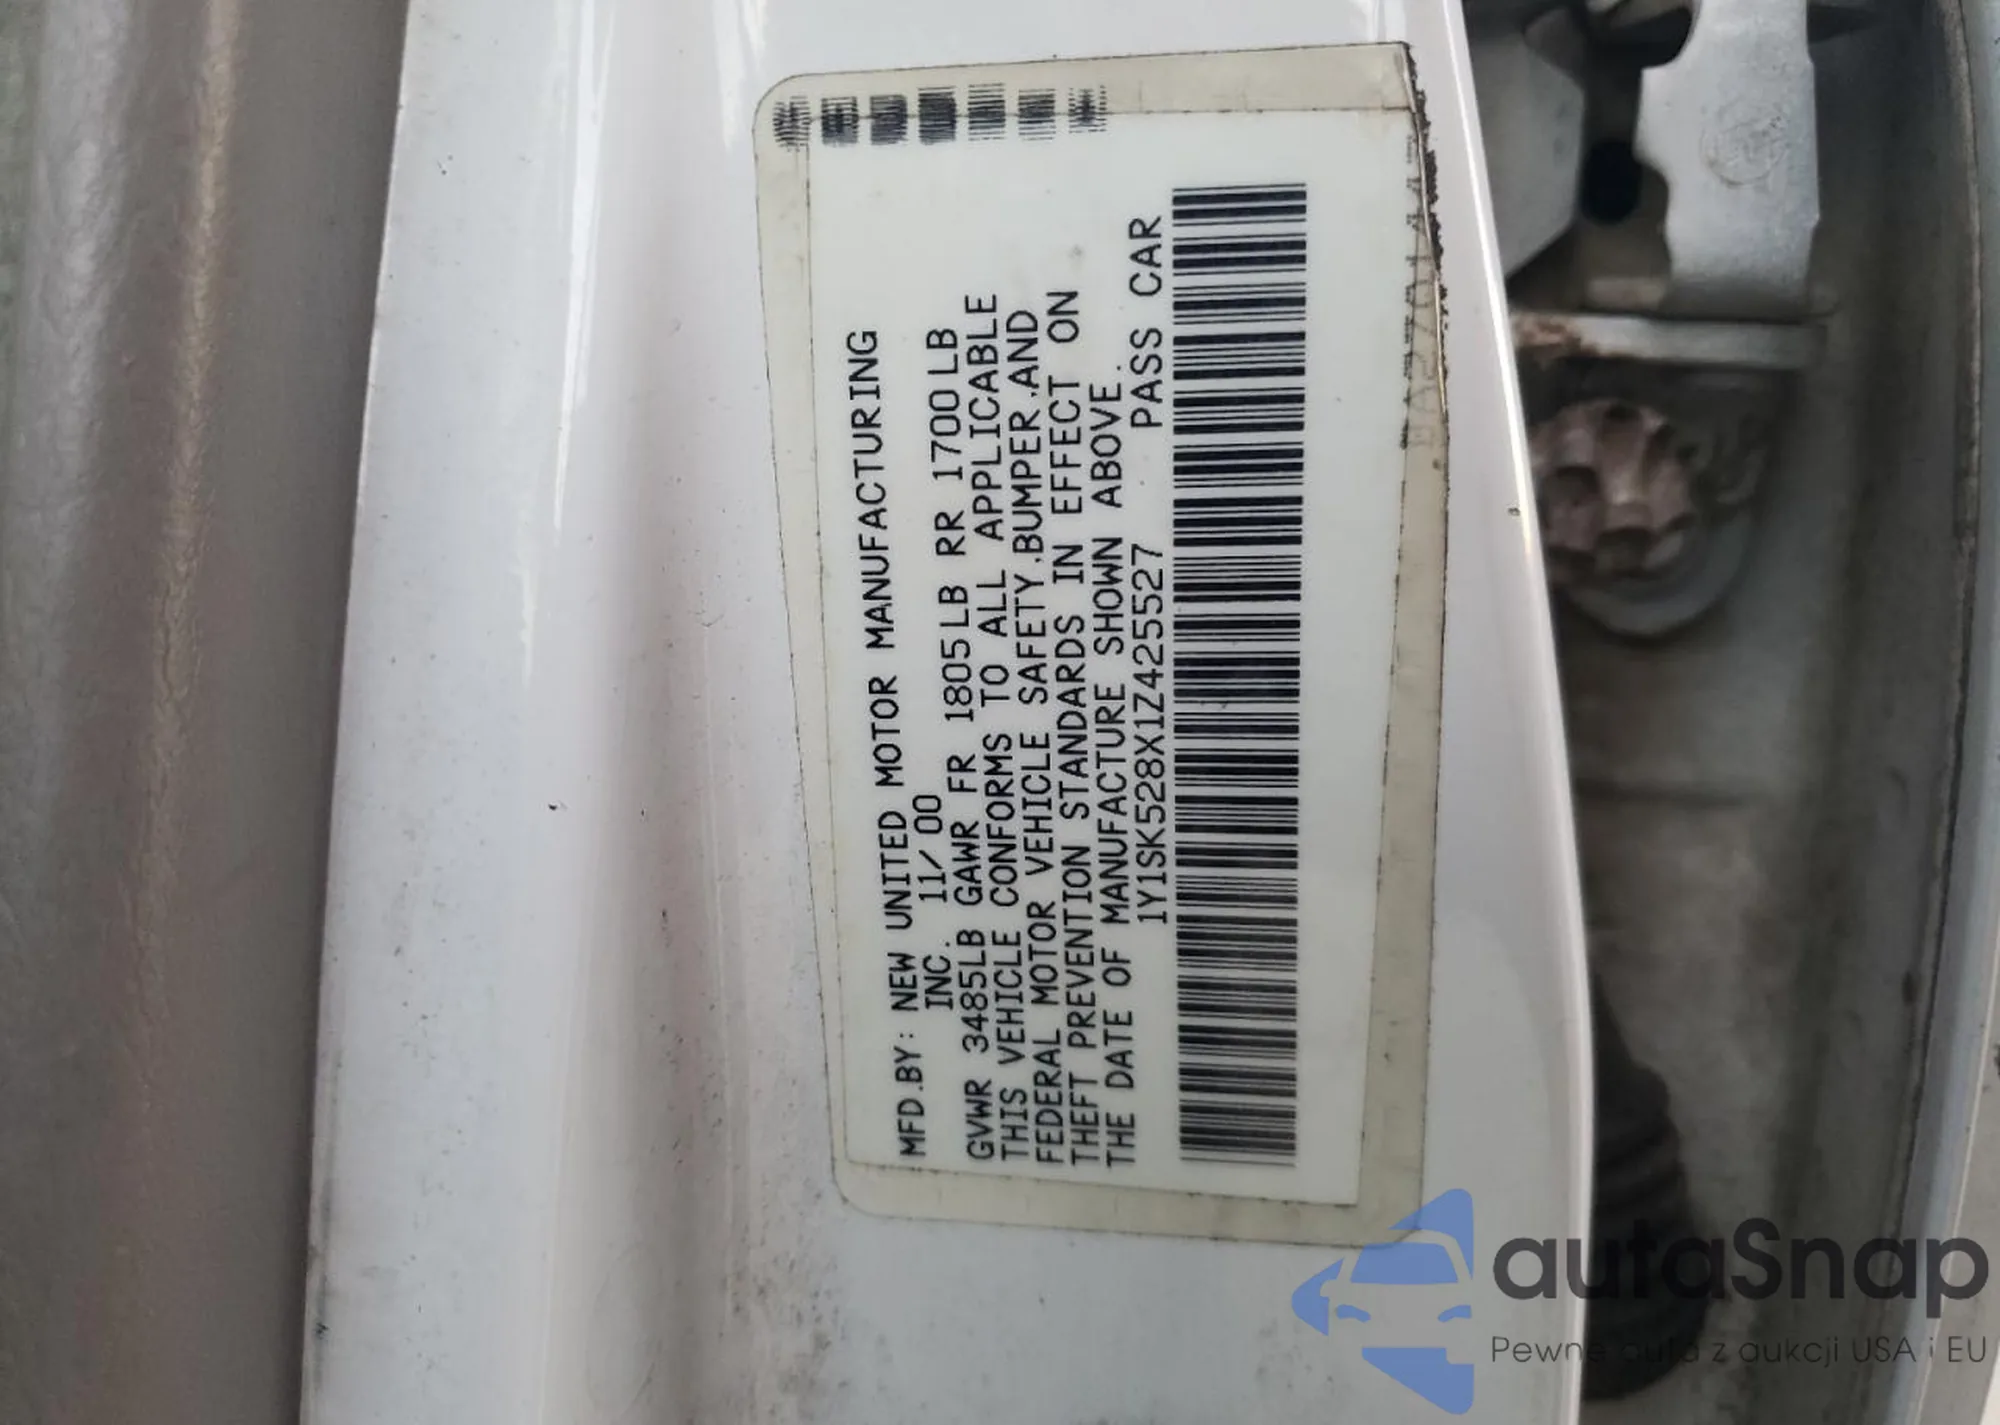 MFD.BY: NEW UNITED MOTOR MANUFACTURING
INC. 11/00
GVWR 3485LB GAWR FR 1805LB RR 1700LB
THIS VEHICLE CONFORMS TO ALL APPLICABLE
FEDERAL MOTOR VEHICLE SAFETY,BUMPER,AND
THEFT PREVENTION STANDARDS IN EFFECT ON
THE DATE OF MANUFACTURE SHOWN ABOVE.
1Y1SK528X1Z425527 PASS CAR
autaSnap
Pewne auta z aukcji USA i EU